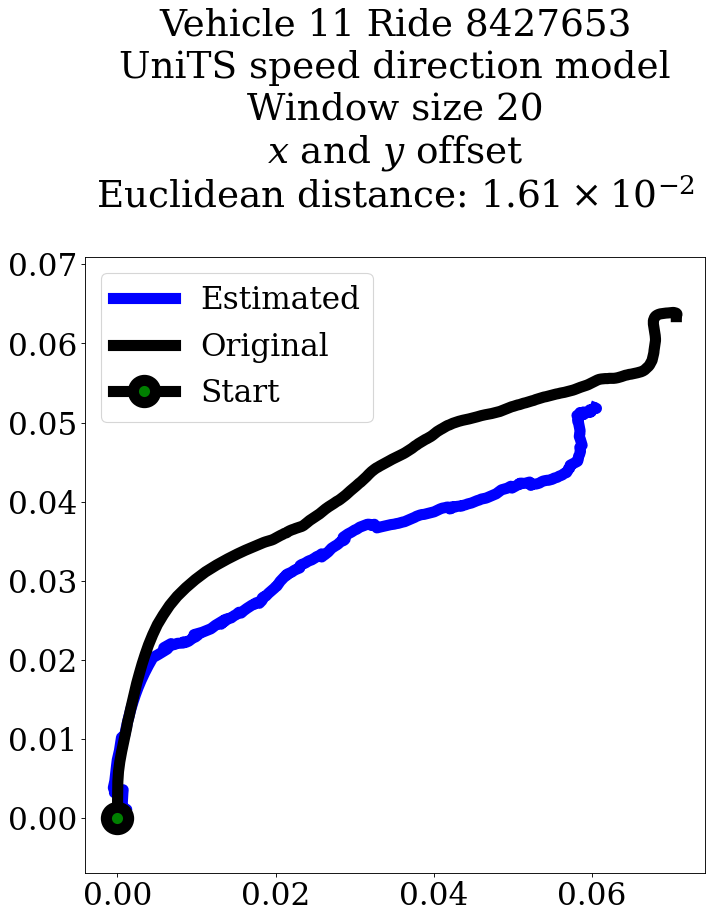 Vehicle 11 Ride 8427653
UniTS speed direction model
Window size 20
x and y offset
Euclidean distance: 1.61 × 10⁻²
0.07
0.06
0.05
0.04
0.03
0.02
0.01
0.00
Estimated
Original
Start
0.00 0.02 0.04 0.06